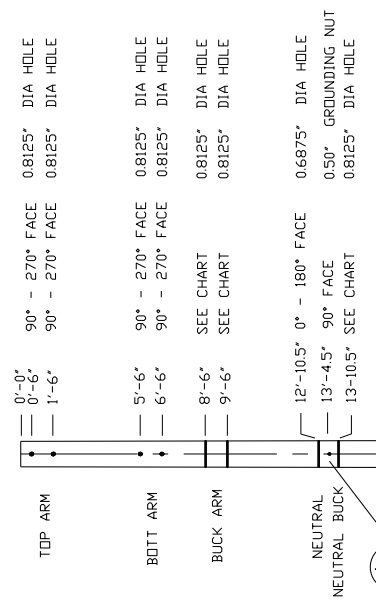 0'-0"
0'-6" 90° - 270° FACE 0.8125" DIA HOLE
TOP ARM
1'-6" 90° - 270° FACE 0.8125" DIA HOLE
5'-6" 90° - 270° FACE 0.8125" DIA HOLE
BOTT ARM
6'-6" 90° - 270° FACE 0.8125" DIA HOLE
8'-6" SEE CHART 0.8125" DIA HOLE
BUCK ARM
9'-6" SEE CHART 0.8125" DIA HOLE
12'-10.5" 0° - 180° FACE 0.6875" DIA HOLE
NEUTRAL
13'-4.5" 90° FACE 0.50" GROUNDING NUT
NEUTRAL BUCK
13-10.5" SEE CHART 0.8125" DIA HOLE